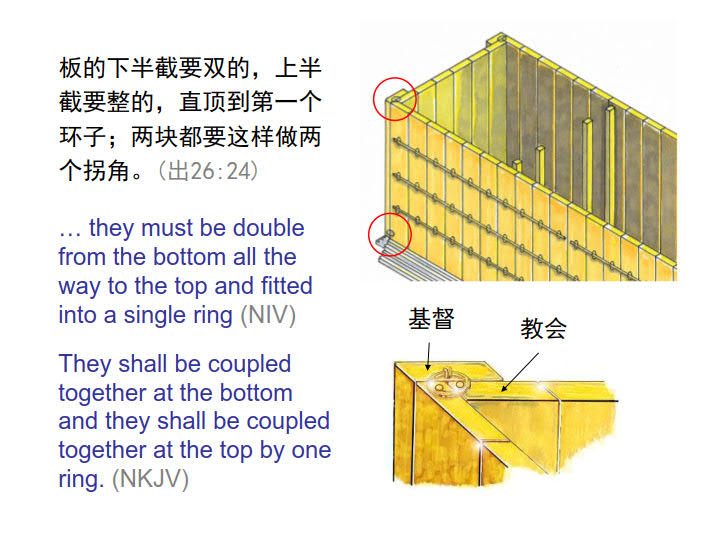 板的下半截要双的，上半
截要整的，直顶到第一个
环子；两块都要这样做两
个拐角。(出26:24)
… they must be double
from the bottom all the
way to the top and fitted
into a single ring (NIV)
They shall be coupled
together at the bottom
and they shall be coupled
together at the top by one
ring. (NKJV)
基督
教会